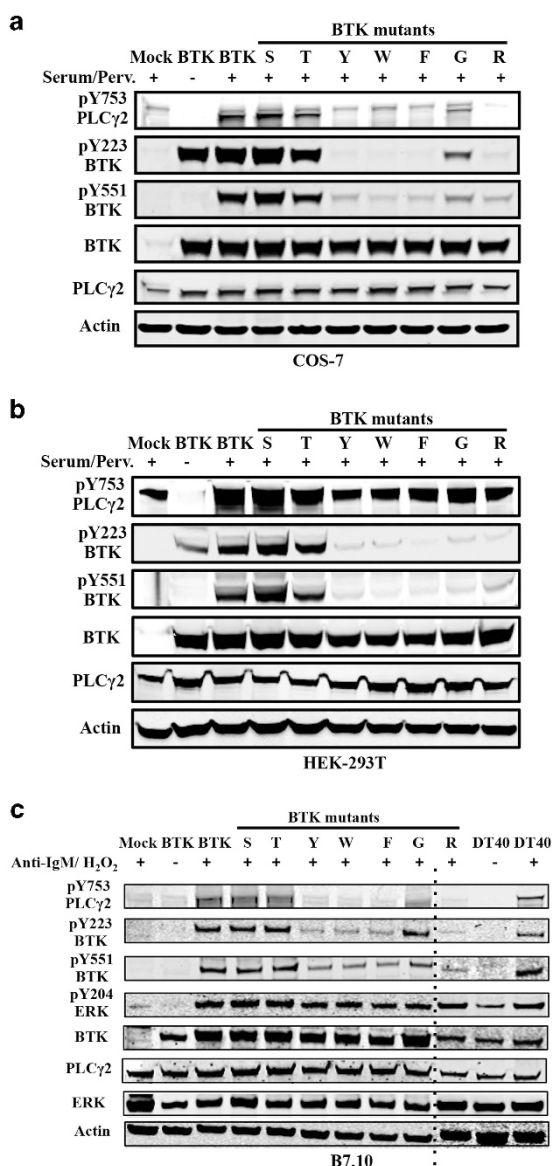 a
BTK mutants
Mock BTK BTK S T Y W F G R
Serum/Perv. + - + + + + + + + +
pY753
PLCγ2
pY223
BTK
pY551
BTK
BTK
PLCγ2
Actin
COS-7
b
BTK mutants
Mock BTK BTK S T Y W F G R
Serum/Perv. + - + + + + + + + +
pY753
PLCγ2
pY223
BTK
pY551
BTK
BTK
PLCγ2
Actin
HEK-293T
c
BTK mutants
Mock BTK BTK S T Y W F G R DT40 DT40
Anti-IgM/ H₂O₂ + - + + + + + + + + - +
pY753
PLCγ2
pY223
BTK
pY551
BTK
pY204
ERK
BTK
PLCγ2
ERK
Actin
B7.10